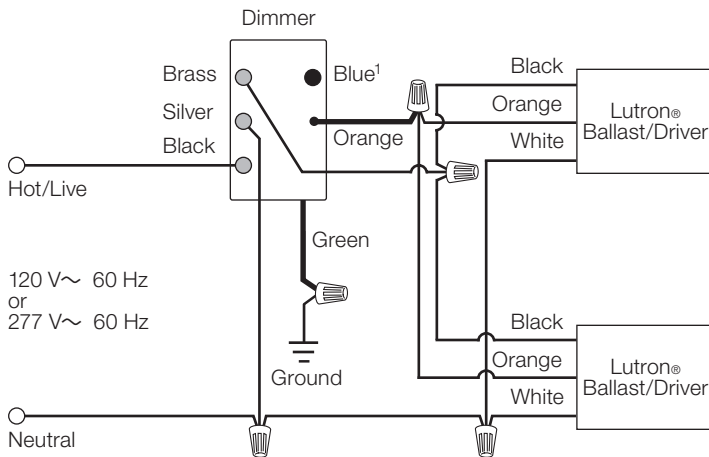 Dimmer
Brass
Blue¹
Silver
Orange
Black
Hot/Live
Black
Orange
White
Lutron®
Ballast/Driver
Green
120 V~ 60 Hz
or
277 V~ 60 Hz
Ground
Black
Orange
White
Lutron®
Ballast/Driver
Neutral